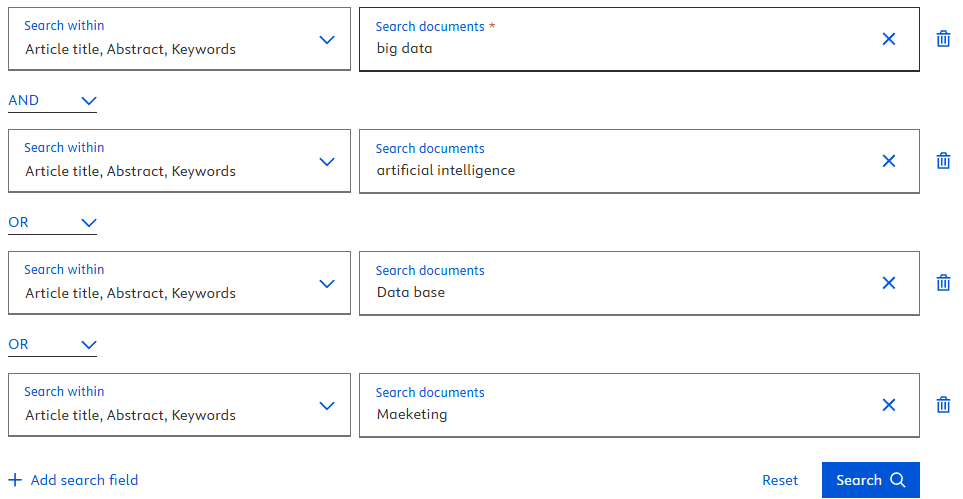 Search within
Article title, Abstract, Keywords
Search documents *
big data
AND
Search within
Article title, Abstract, Keywords
Search documents
artificial intelligence
OR
Search within
Article title, Abstract, Keywords
Search documents
Data base
OR
Search within
Article title, Abstract, Keywords
Search documents
Maeketing
+ Add search field
Reset
Search